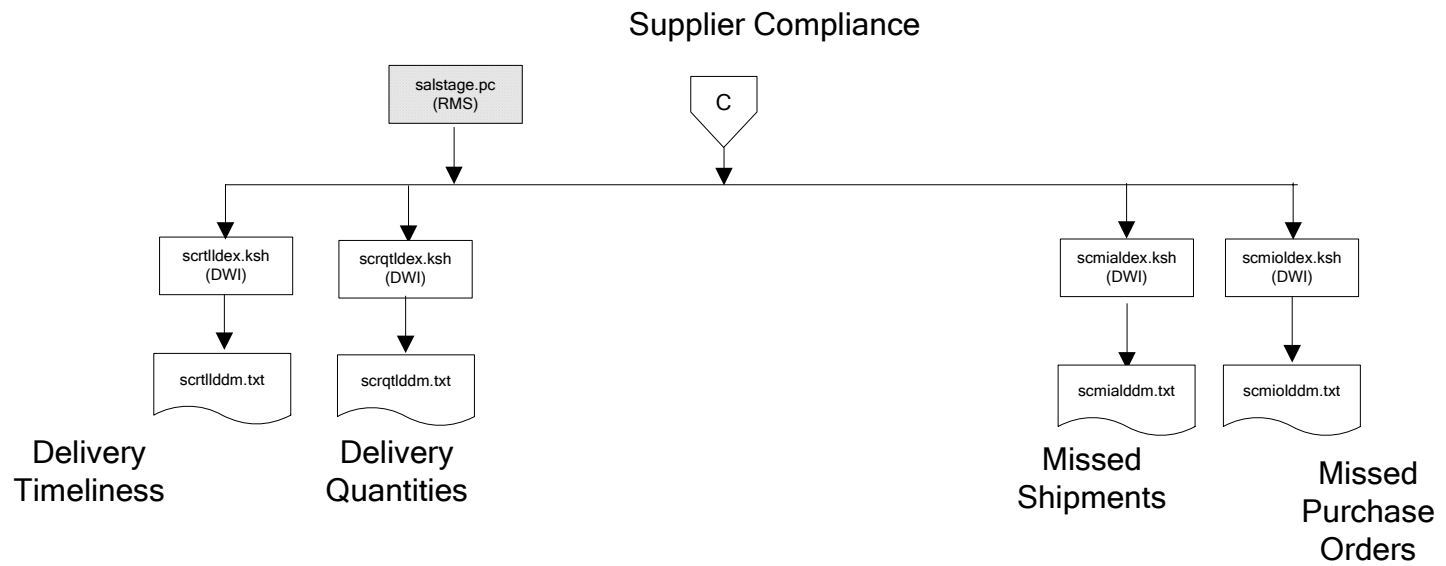 Supplier Compliance
salstage.pc
(RMS)
C
scrtlldex.ksh
(DWI)
scrqtldex.ksh
(DWI)
scmialdex.ksh
(DWI)
scmioldex.ksh
(DWI)
scrtllddm.txt
scrqtlddm.txt
scmialddm.txt
scmiolddm.txt
Delivery
Timeliness
Delivery
Quantities
Missed
Shipments
Missed
Purchase
Orders